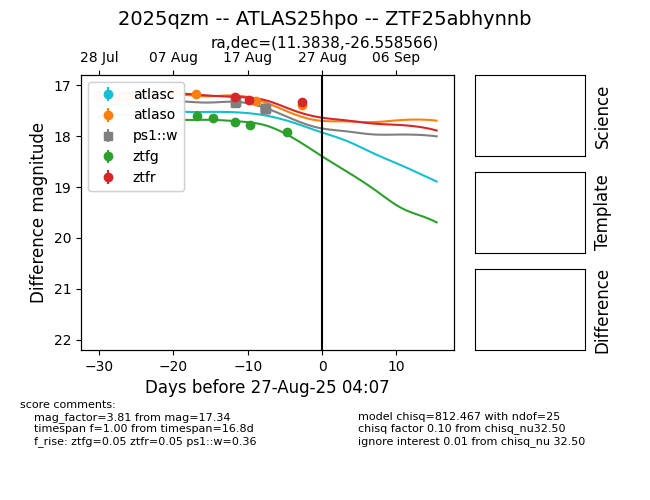 2025qzm -- ATLAS25hpo -- ZTF25abhynnb
ra,dec=(11.3838,-26.558566)
28 Jul 07 Aug 17 Aug 27 Aug 06 Sep
17
18
19
20
21
22
Difference magnitude
atlasc
atlaso
ps1::w
ztfg
ztfr
−30 −20 −10 0 10
Days before 27-Aug-25 04:07
Science
Template
Difference
score comments:
mag_factor=3.81 from mag=17.34
timespan f=1.00 from timespan=16.8d
f_rise: ztfg=0.05 ztfr=0.05 ps1::w=0.36
model chisq=812.467 with ndof=25
chisq factor 0.10 from chisq_nu32.50
ignore interest 0.01 from chisq_nu 32.50